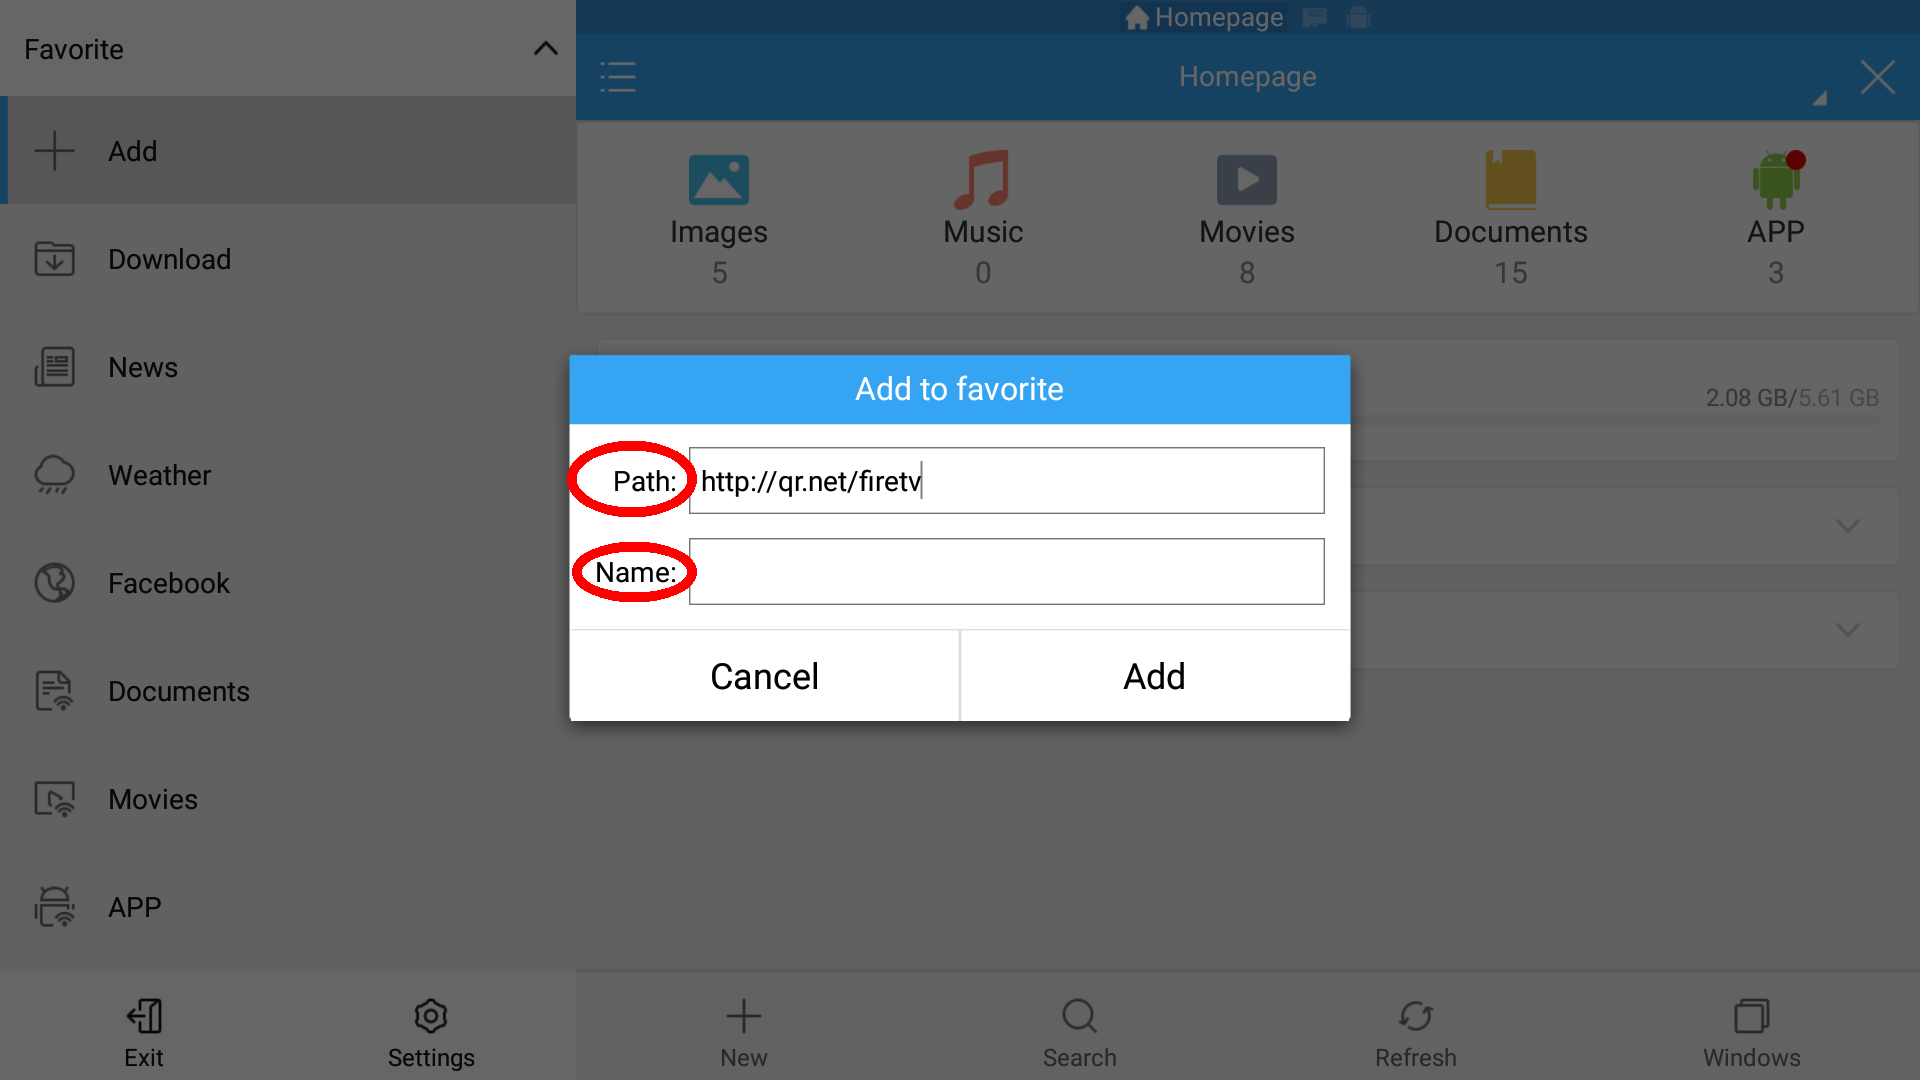 Favorite
Add
Download
News
Weather
Facebook
Documents
Movies
APP
Exit
Settings
Homepage
Homepage
Images
5
Music
0
Movies
8
Documents
15
APP
3
2.08 GB/5.61 GB
Add to favorite
Path: http://qr.net/firetv
Name:
Cancel
Add
New
Search
Refresh
Windows